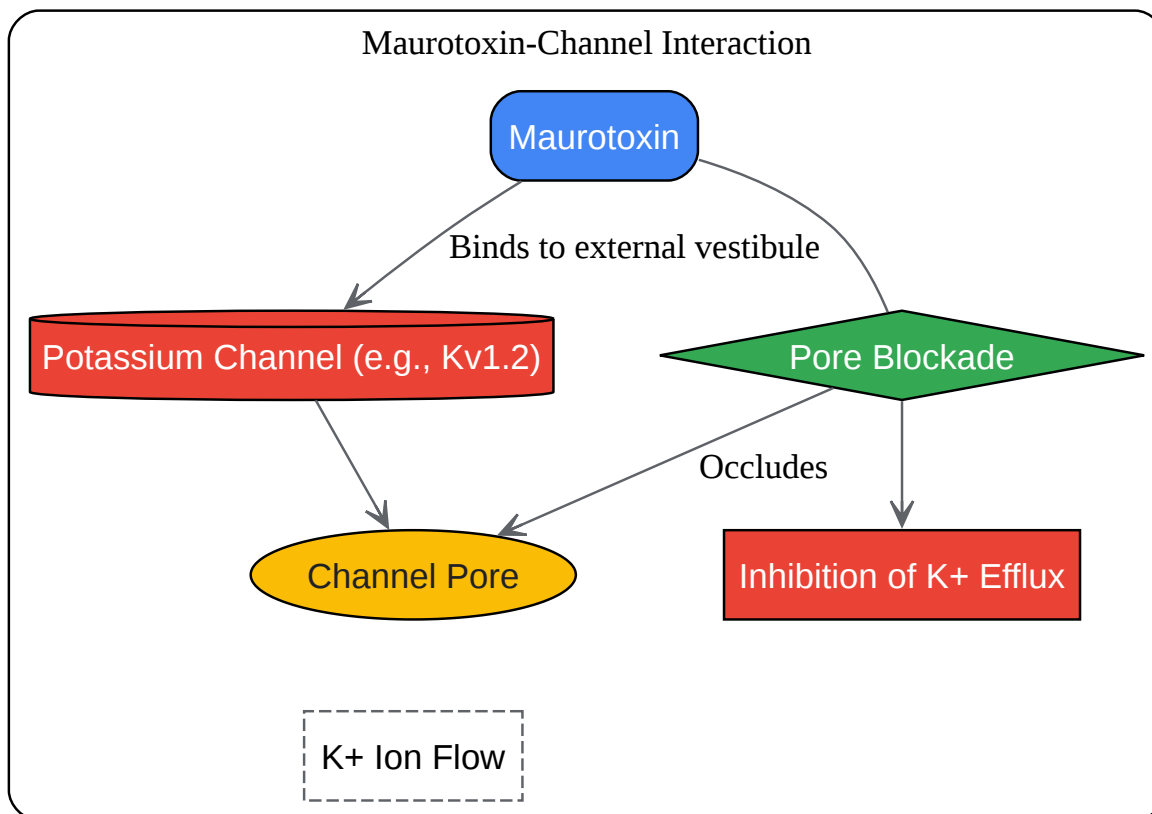 Maurotoxin-Channel Interaction
Maurotoxin
Binds to external vestibule
Potassium Channel (e.g., Kv1.2)
Pore Blockade
Occludes
Channel Pore
Inhibition of K+ Efflux
K+ Ion Flow